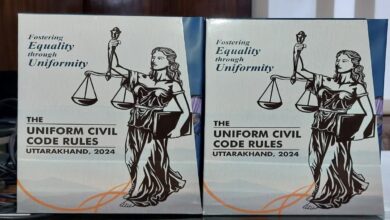 Fostering
Equality
through
Uniformity
THE
UNIFORM CIVIL
CODE RULES
UTTARAKHAND, 2024
Fostering
Equality
through
Uniformity
THE
UNIFORM CIVIL
CODE RULES
UTTARAKHAND, 2024